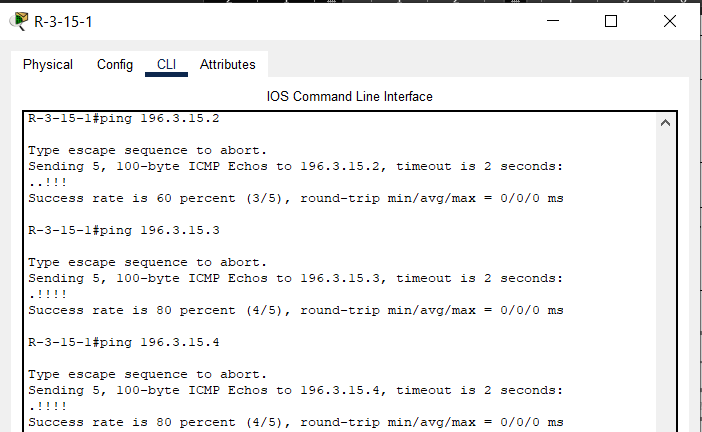 R-3-15-1
Physical Config CLI Attributes
IOS Command Line Interface
R-3-15-1#ping 196.3.15.2
Type escape sequence to abort.
Sending 5, 100-byte ICMP Echos to 196.3.15.2, timeout is 2 seconds:
..!!!
Success rate is 60 percent (3/5), round-trip min/avg/max = 0/0/0 ms
R-3-15-1#ping 196.3.15.3
Type escape sequence to abort.
Sending 5, 100-byte ICMP Echos to 196.3.15.3, timeout is 2 seconds:
.!!!!
Success rate is 80 percent (4/5), round-trip min/avg/max = 0/0/0 ms
R-3-15-1#ping 196.3.15.4
Type escape sequence to abort.
Sending 5, 100-byte ICMP Echos to 196.3.15.4, timeout is 2 seconds:
.!!!!
Success rate is 80 percent (4/5), round-trip min/avg/max = 0/0/0 ms